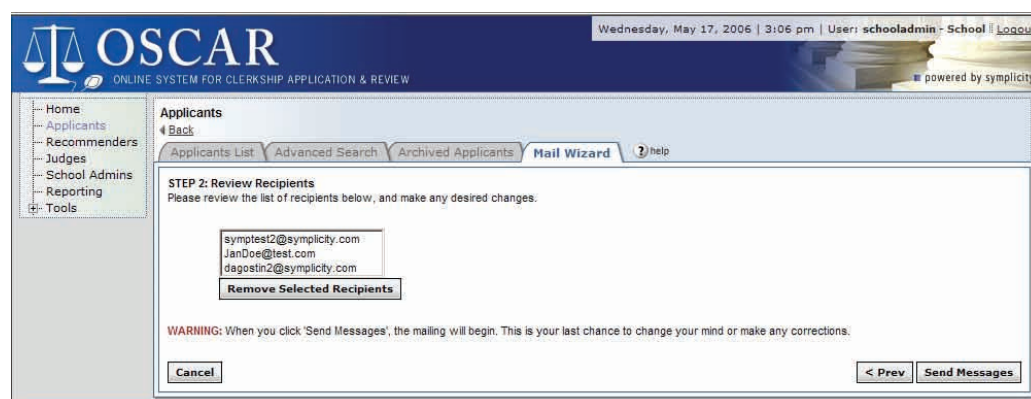 Wednesday, May 17, 2006 | 3:06 pm | User: schooladmin - School | Logou
OSCAR
ONLINE SYSTEM FOR CLERKSHIP APPLICATION & REVIEW
powered by symplicity
Home
Applicants
Recommenders
Judges
School Admins
Reporting
Tools
Applicants
Back
Applicants List Advanced Search Archived Applicants Mail Wizard ? help
STEP 2: Review Recipients
Please review the list of recipients below, and make any desired changes.
symptest2@symplicity.com
JanDoe@test.com
dagostin2@symplicity.com
Remove Selected Recipients
WARNING: When you click 'Send Messages', the mailing will begin. This is your last chance to change your mind or make any corrections.
Cancel < Prev Send Messages